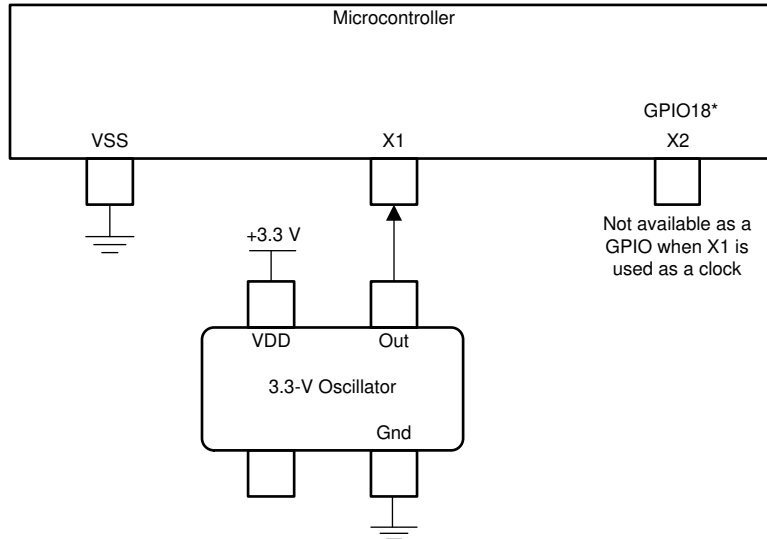 Microcontroller
GPIO18*
VSS
X1
X2
Not available as a
GPIO when X1 is
used as a clock
+3.3 V
VDD
Out
3.3-V Oscillator
Gnd